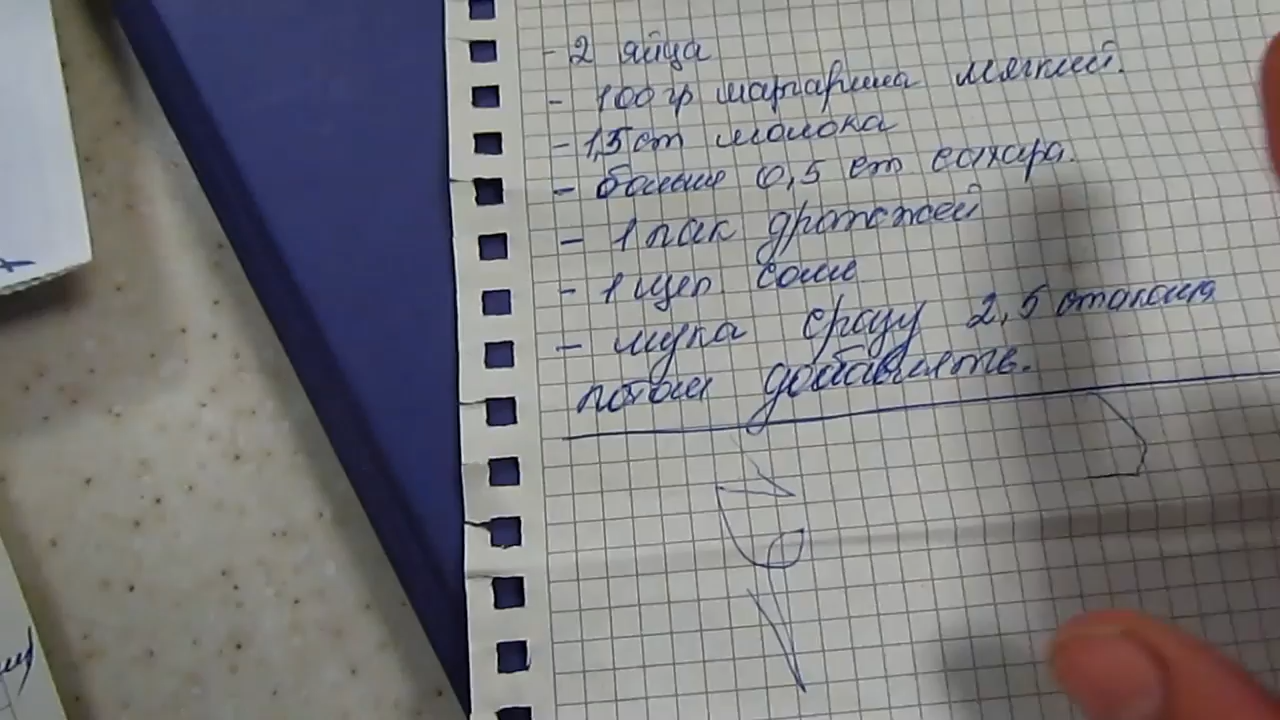 - 2 яйца
- 100 гр маргарина мягкий.
- 1,5 ст молока
- больше 0,5 ст сахара.
- 1 пак дрожжей
- 1 щеп соли
- мука сразу 2,5 стакана
потом добавлять.